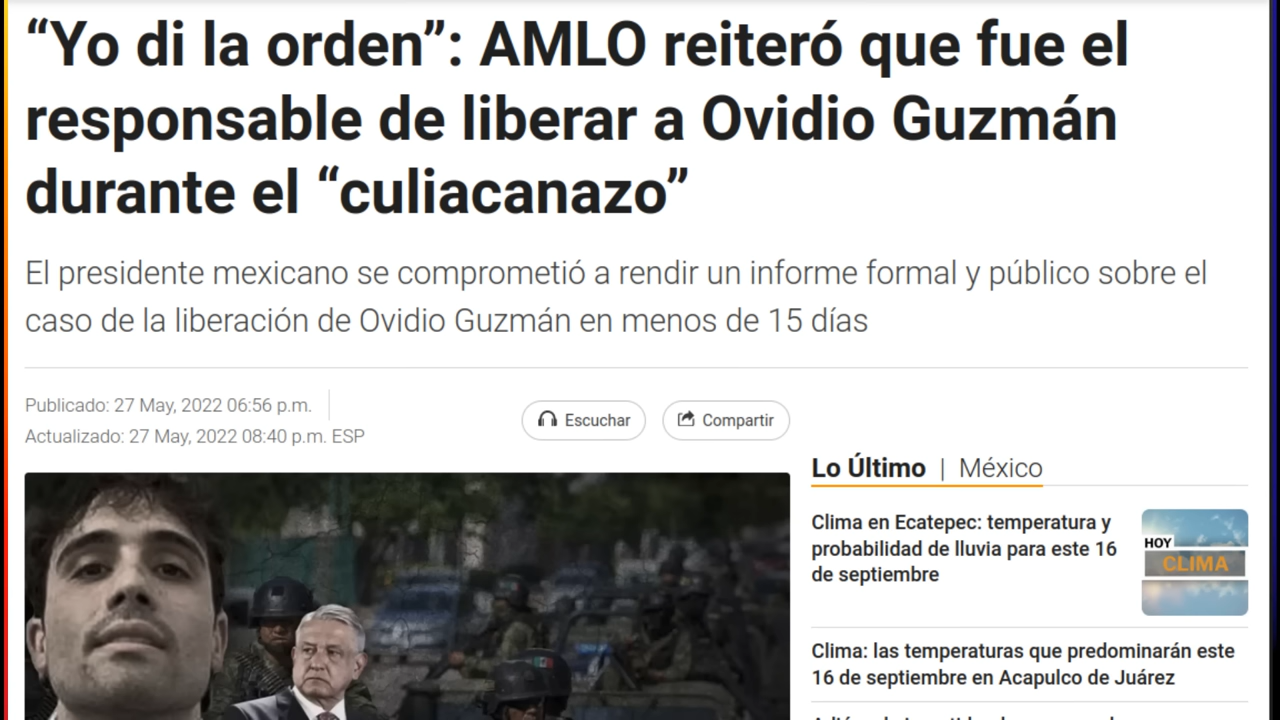 “Yo di la orden”: AMLO reiteró que fue el
responsable de liberar a Ovidio Guzmán
durante el “culiacanazo”
El presidente mexicano se comprometió a rendir un informe formal y público sobre el
caso de la liberación de Ovidio Guzmán en menos de 15 días
Publicado: 27 May, 2022 06:56 p.m.
Actualizado: 27 May, 2022 08:40 p.m. ESP
Escuchar
Compartir
Lo Último | México
Clima en Ecatepec: temperatura y
probabilidad de lluvia para este 16
de septiembre
HOY
CLIMA
Clima: las temperaturas que predominarán este
16 de septiembre en Acapulco de Juárez